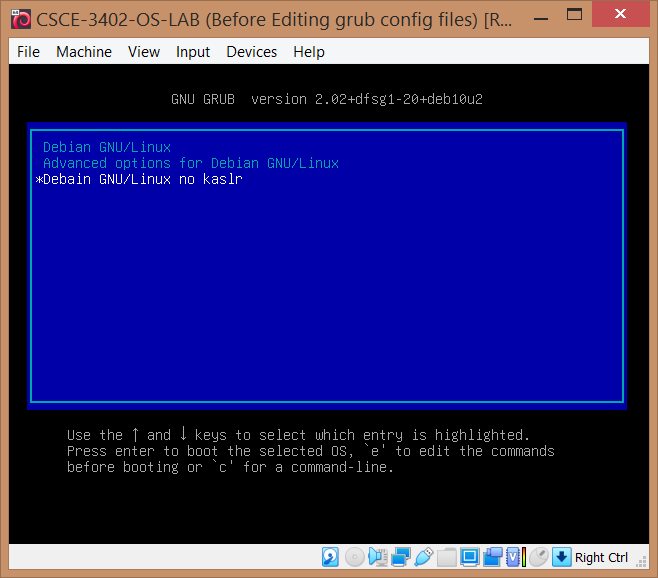 CSCE-3402-OS-LAB (Before Editing grub config files) [R...
File Machine View Input Devices Help
GNU GRUB version 2.02+dfsg1-20+deb10u2
Debian GNU/Linux
Advanced options for Debian GNU/Linux
*Debain GNU/Linux no kaslr
Use the ↑ and ↓ keys to select which entry is highlighted.
Press enter to boot the selected OS, `e' to edit the commands
before booting or `c' for a command-line.
Right Ctrl